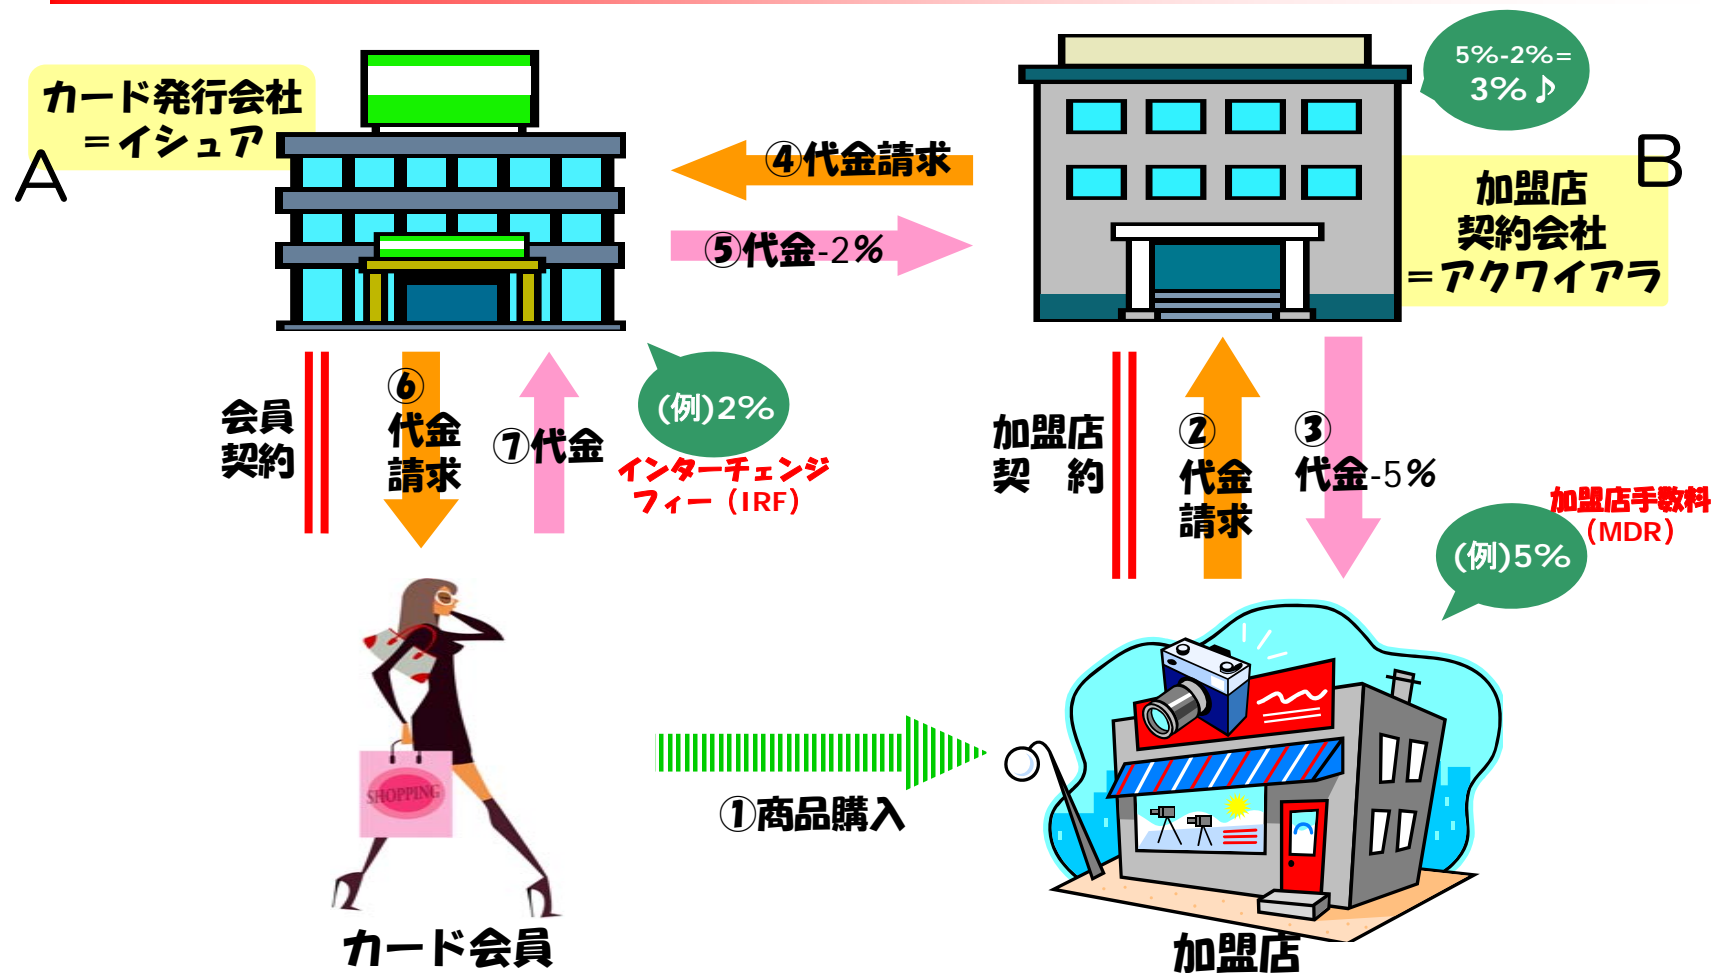 カード発行会社
=イシュア
A
5%-2%=
3%♪
B
加盟店
契約会社
=アクワイアラ
④代金請求
⑤代金-2%
会員
契約
⑥
代金
請求
⑦代金
(例)2%
インターチェンジ
フィー(IRF)
加盟店
契 約
②
代金
請求
③
代金-5%
加盟店手数料
(MDR)
(例)5%
SHOPPING
①商品購入
カード会員
加盟店